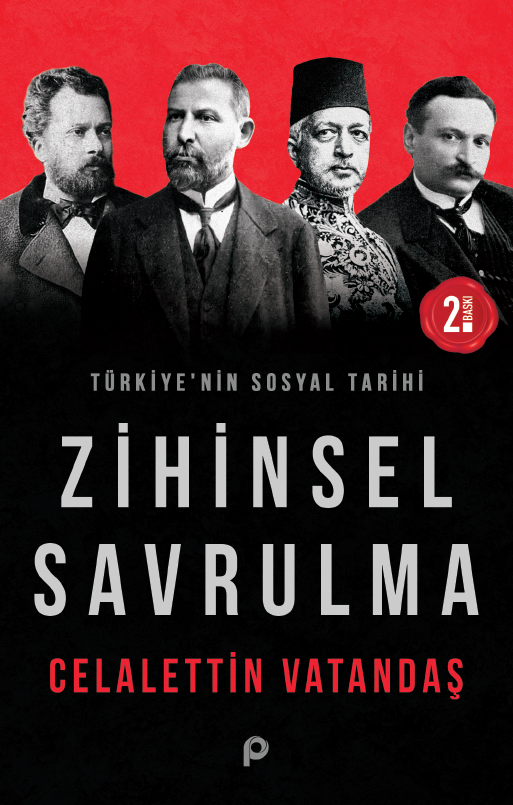 2.
BASKI
TÜRKİYE'NİN SOSYAL TARİHİ
ZİHİNSEL
SAVRULMA
CELALETTİN VATANDAŞ
p